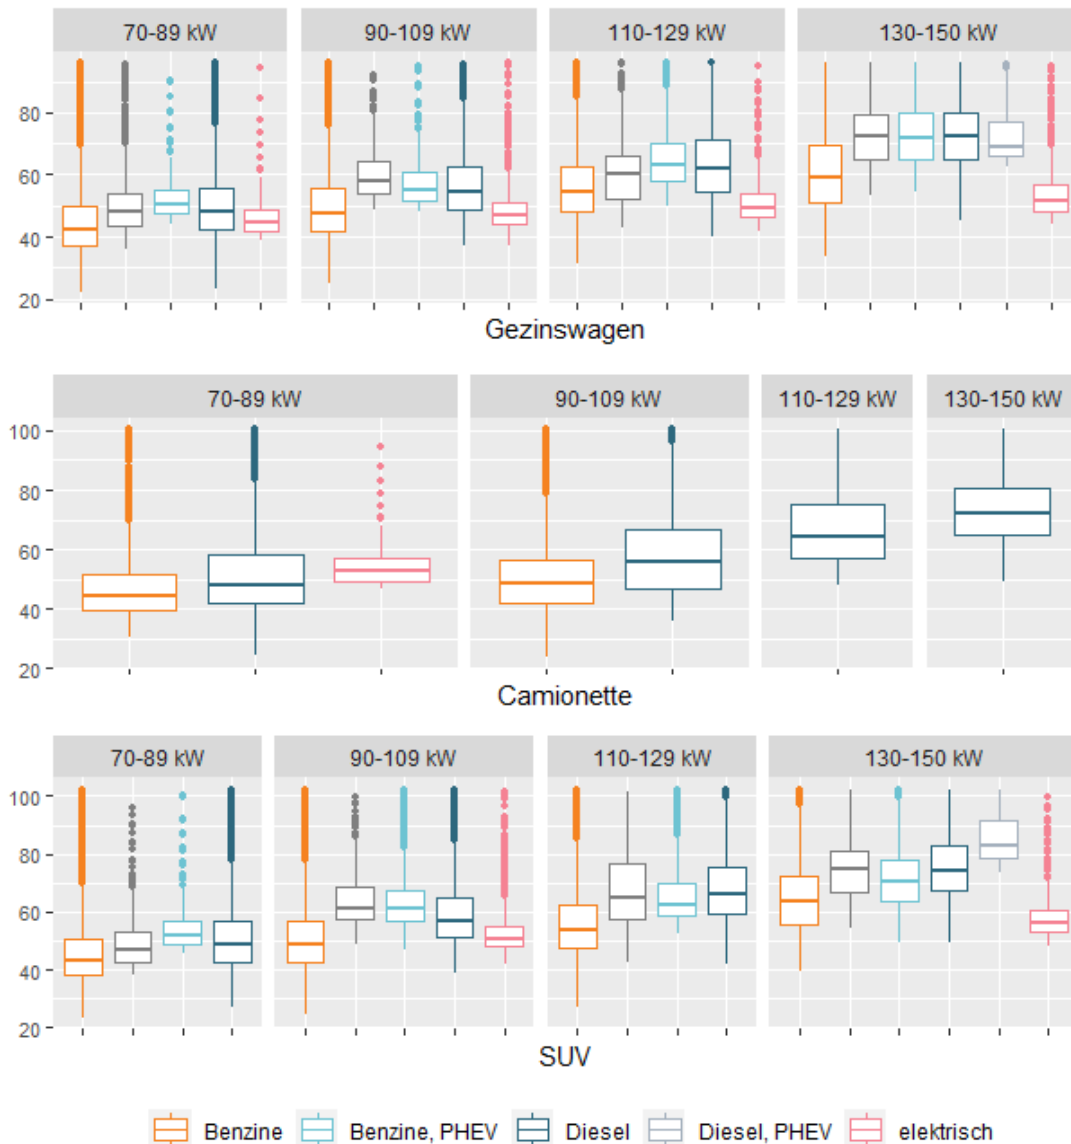 70-89 kW 90-109 kW 110-129 kW 130-150 kW
80
60
40
20
Gezinswagen
70-89 kW 90-109 kW 110-129 kW 130-150 kW
100
80
60
40
20
Camionette
70-89 kW 90-109 kW 110-129 kW 130-150 kW
100
80
60
40
20
SUV
Benzine Benzine, PHEV Diesel Diesel, PHEV elektrisch